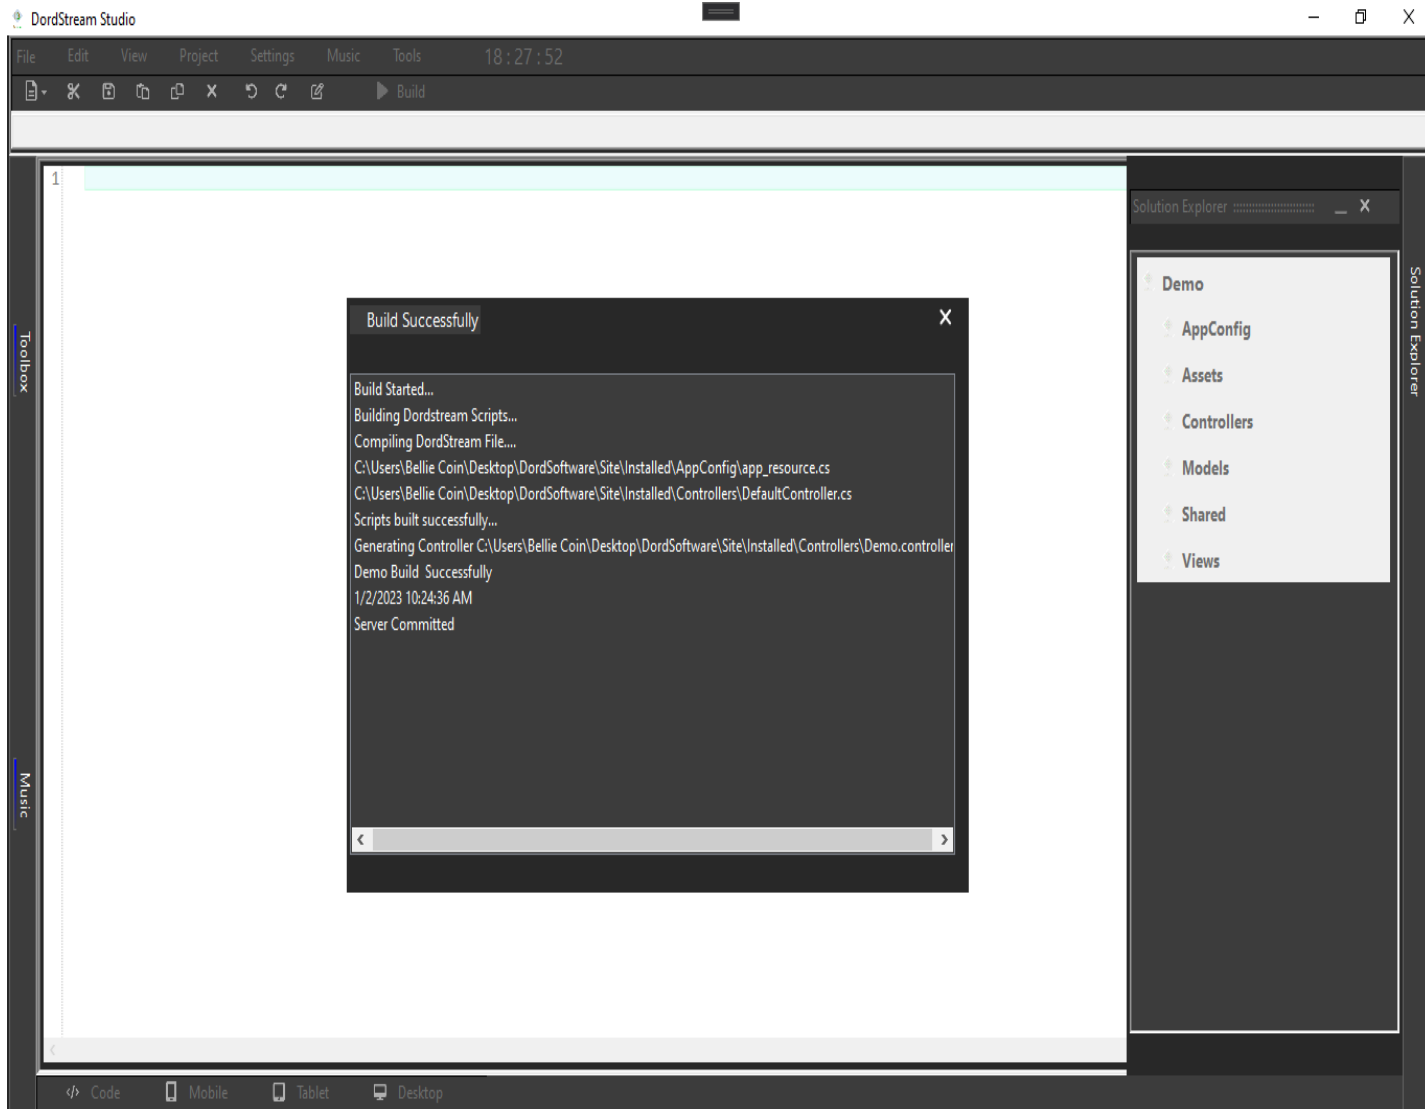 DordStream Studio
File Edit View Project Settings Music Tools 18:27:52
Build
1
Toolbox
Music
Build Successfully
Build Started...
Building Dordstream Scripts...
Compiling DordStream File....
C:\Users\Bellie Coin\Desktop\DordSoftware\Site\Installed\AppConfig\app_resource.cs
C:\Users\Bellie Coin\Desktop\DordSoftware\Site\Installed\Controllers\DefaultController.cs
Scripts built successfully...
Generating Controller C:\Users\Bellie Coin\Desktop\DordSoftware\Site\Installed\Controllers\Demo.controller
Demo Build  Successfully
1/2/2023 10:24:36 AM
Server Committed
Solution Explorer
Demo
AppConfig
Assets
Controllers
Models
Shared
Views
Solution Explorer
Code Mobile Tablet Desktop